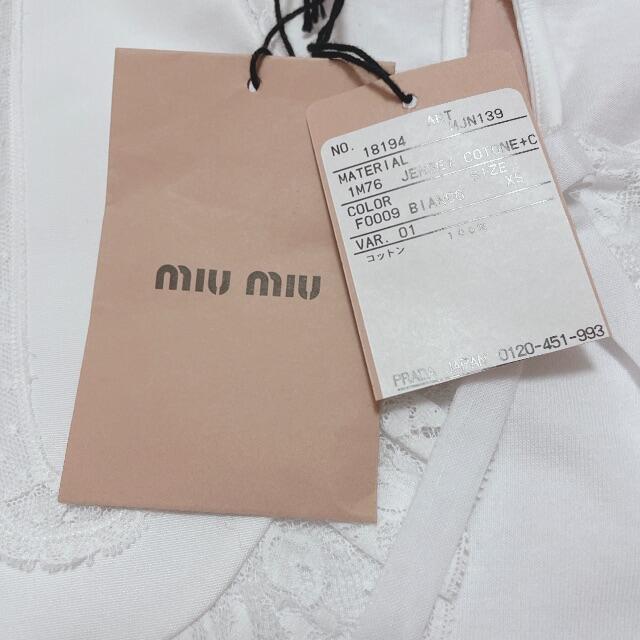 miu miu
NO. 18194 ART MJN139
MATERIAL
1M76 JERSEY COTONE+C
COLOR SIZE
F0009 BIANCO XS
VAR. 01
コットン 100%
PRADA JAPAN 0120-451-993